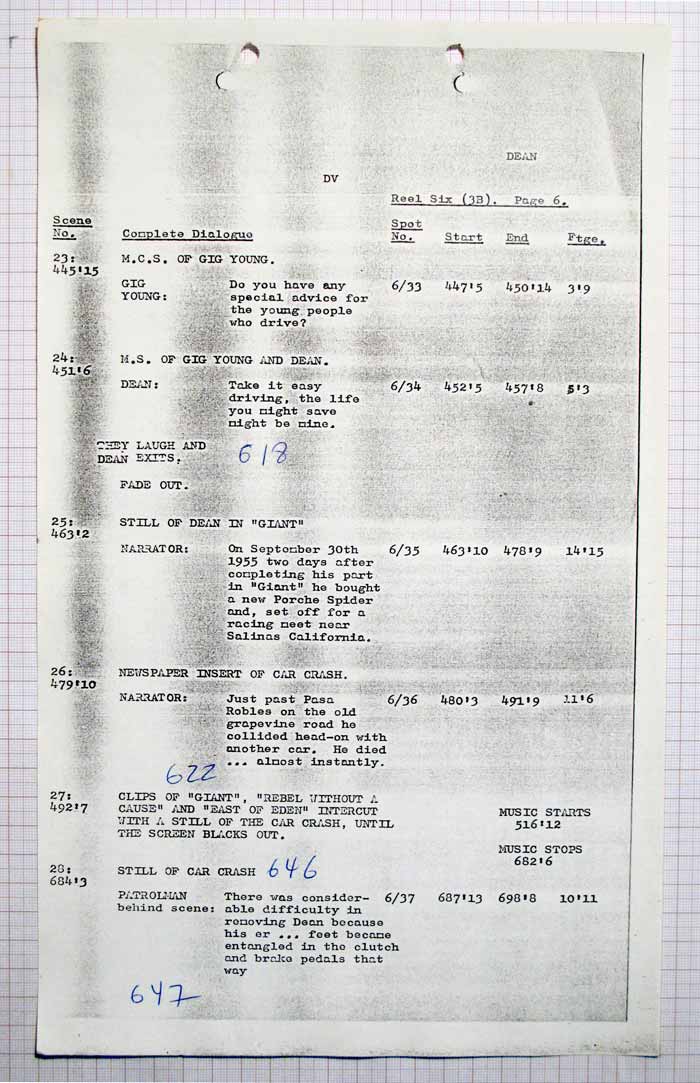 DEAN
DV
Reel Six (3B). Page 6.
Scene No. Complete Dialogue Spot No. Start End Ftge.
23: M.C.S. OF GIG YOUNG.
445'15
GIG Do you have any 6/33 447'5 450'14 3'9
YOUNG: special advice for
the young people
who drive?
24: M.S. OF GIG YOUNG AND DEAN.
451'6
DEAN: Take it easy 6/34 452'5 457'8 5'3
driving, the life
you might save
might be mine.
THEY LAUGH AND
DEAN EXITS. 618
FADE OUT.
25: STILL OF DEAN IN "GIANT"
463'2
NARRATOR: On September 30th 6/35 463'10 478'9 14'15
1955 two days after
completing his part
in "Giant" he bought
a new Porche Spider
and, set off for a
racing meet near
Salinas California.
26: NEWSPAPER INSERT OF CAR CRASH.
479'10
NARRATOR: Just past Pasa 6/36 480'3 491'9 11'6
Robles on the old
grapevine road he
collided head-on with
another car. He died
... almost instantly.
622
27: CLIPS OF "GIANT", "REBEL WITHOUT A
492'7 CAUSE" AND "EAST OF EDEN" INTERCUT
WITH A STILL OF THE CAR CRASH, UNTIL
THE SCREEN BLACKS OUT.
MUSIC STARTS
516'12
MUSIC STOPS
682'6
28: STILL OF CAR CRASH 646
684'3
PATROLMAN There was consider- 6/37 687'13 698'8 10'11
behind scene: able difficulty in
removing Dean because
his er ... feet became
entangled in the clutch
and brake pedals that
way
647